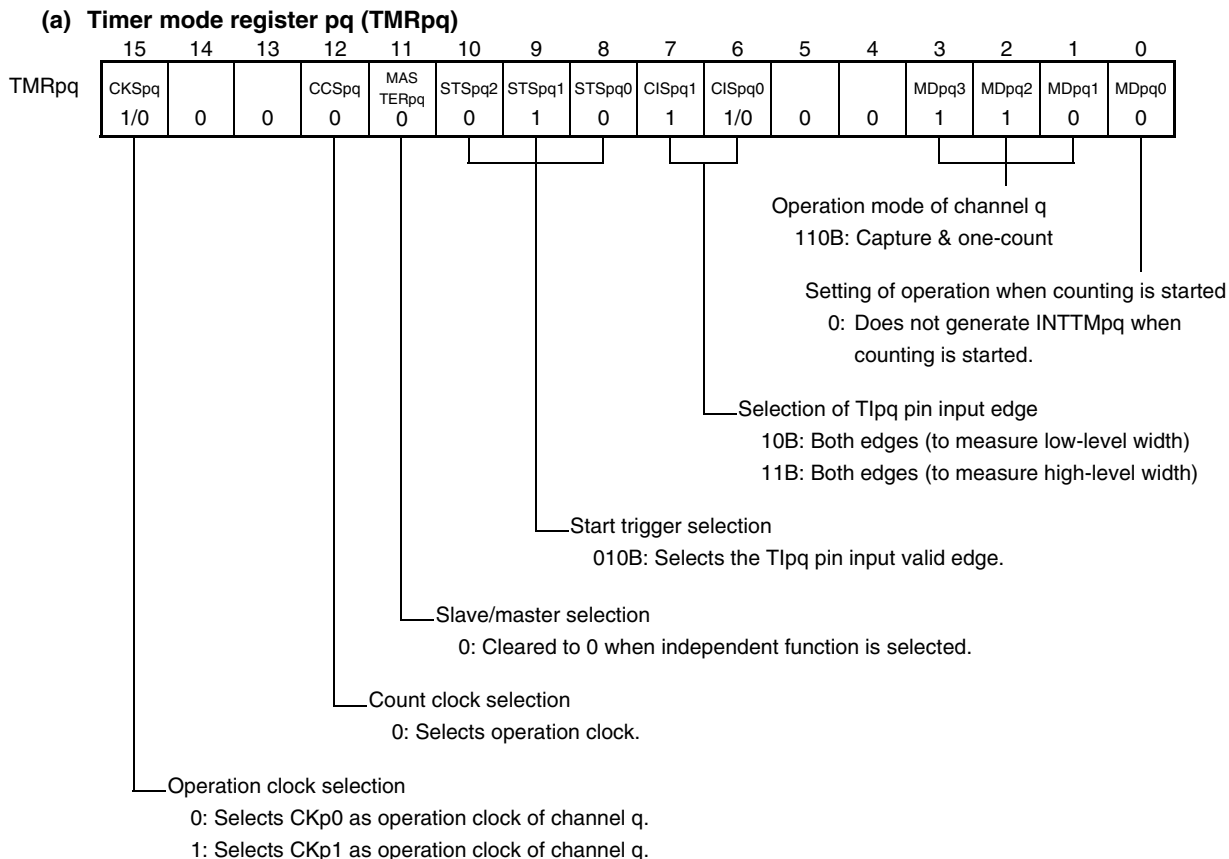 (a) Timer mode register pq (TMRpq)
15 14 13 12 11 10 9 8 7 6 5 4 3 2 1 0
TMRpq CKSpq CCSpq MAS TERpq STSpq2 STSpq1 STSpq0 CISpq1 CISpq0 MDpq3 MDpq2 MDpq1 MDpq0
1/0 0 0 0 0 0 1 0 1 1/0 0 0 1 1 0 0
Operation mode of channel q
110B: Capture & one-count
Setting of operation when counting is started
0: Does not generate INTTMpq when
counting is started.
Selection of TIpq pin input edge
10B: Both edges (to measure low-level width)
11B: Both edges (to measure high-level width)
Start trigger selection
010B: Selects the TIpq pin input valid edge.
Slave/master selection
0: Cleared to 0 when independent function is selected.
Count clock selection
0: Selects operation clock.
Operation clock selection
0: Selects CKp0 as operation clock of channel q.
1: Selects CKp1 as operation clock of channel q.